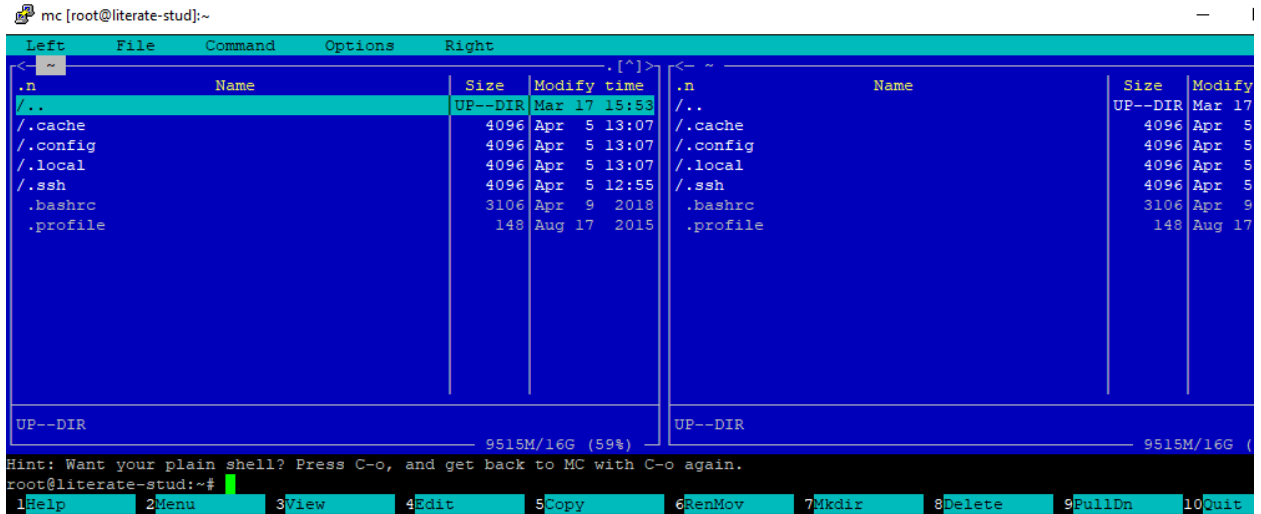 mc [root@literate-stud]:~
Left File Command Options Right
<- ~ .[^]> <- ~
.n Name Size Modify time .n Name Size Modify
/.. UP--DIR Mar 17 15:53 /.. UP--DIR Mar 17
/.cache 4096 Apr 5 13:07 /.cache 4096 Apr 5
/.config 4096 Apr 5 13:07 /.config 4096 Apr 5
/.local 4096 Apr 5 13:07 /.local 4096 Apr 5
/.ssh 4096 Apr 5 12:55 /.ssh 4096 Apr 5
.bashrc 3106 Apr 9 2018 .bashrc 3106 Apr 9
.profile 148 Aug 17 2015 .profile 148 Aug 17
UP--DIR UP--DIR
9515M/16G (59%) 9515M/16G (
Hint: Want your plain shell? Press C-o, and get back to MC with C-o again.
root@literate-stud:~#
1Help 2Menu 3View 4Edit 5Copy 6RenMov 7Mkdir 8Delete 9PullDn 10Quit